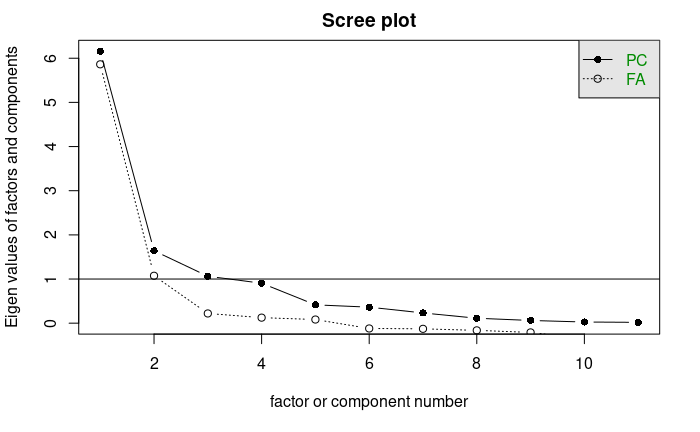 Scree plot
PC
FA
Eigen values of factors and components
6
5
4
3
2
1
0
2 4 6 8 10
factor or component number